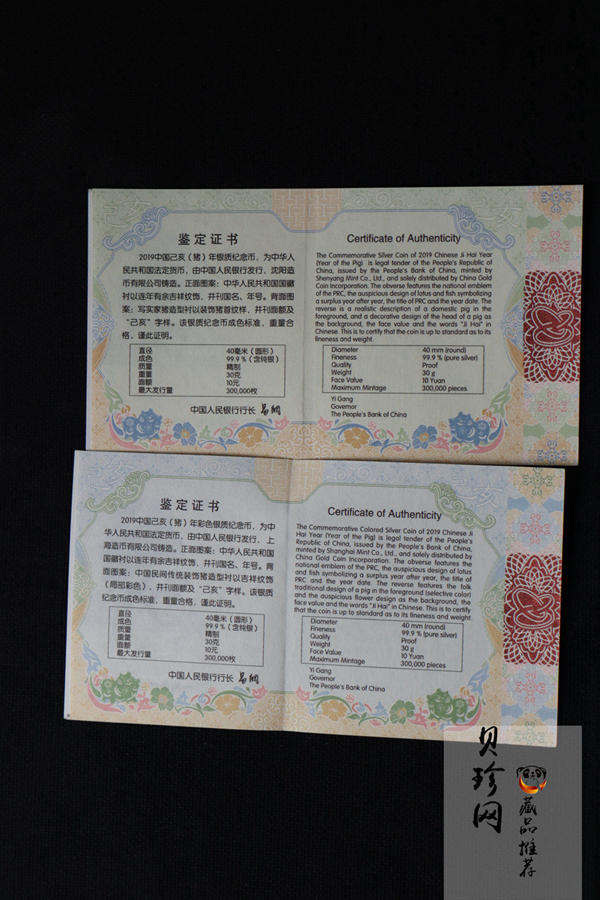 鉴定证书
2019中国己亥（猪）年银质纪念币，为中华人
民共和国法定货币，由中国人民银行发行，沈阳造
币有限公司铸造。正面图案：中华人民共和国国徽
衬以连年有余吉祥纹饰，并刊国名、年号。背面图
案：写实家猪造型衬以装饰猪首纹样，并刊面额及
“己亥”字样。该银质纪念币成色标准，重量合
格，谨此证明。
直径 40毫米（圆形）
成色 99.9％（含纯银）
质量 精制
重量 30克
面额 10元
最大发行量 300,000枚
中国人民银行行长 易纲
Certificate of Authenticity
The Commemorative Silver Coin of 2019 Chinese Ji Hai Year
(Year of the Pig) is legal tender of the People's Republic of
China, issued by the People's Bank of China, minted by
Shenyang Mint Co., Ltd., and solely distributed by China Gold
Coin Incorporation. The obverse features the national emblem
of the PRC, the auspicious design of lotus and fish symbolizing
a surplus year after year, the title of PRC and the year date. The
reverse is a realistic depiction of a domestic pig in the
foreground, and a decorative design of the head of a pig as
the background, the face value and the words "Ji Hai" in
Chinese. This is to certify that the coin is up to standard as to its
fineness and weight.
Diameter 40 mm (round)
Fineness 99.9 % (pure silver)
Quality Proof
Weight 30 g
Face Value 10 Yuan
Maximum Mintage 300,000 pieces
Yi Gang
Governor
The People's Bank of China
鉴定证书
2019中国己亥（猪）年彩色银质纪念币，为中
华人民共和国法定货币，由中国人民银行发行，上
海造币有限公司铸造。正面图案：中华人民共和国
国徽衬以连年有余吉祥纹饰，并刊国名、年号。背
面图案：中国民间传统装饰猪造型衬以吉祥纹饰
（局部彩色），并刊面额及“己亥”字样。该银质
纪念币成色标准，重量合格，谨此证明。
直径 40毫米（圆形）
成色 99.9％（含纯银）
质量 精制
重量 30克
面额 10元
最大发行量 300,000枚
中国人民银行行长 易纲
Certificate of Authenticity
The Commemorative Colored Silver Coin of 2019 Chinese Ji
Hai Year (Year of the Pig) is legal tender of the People's
Republic of China, issued by the People's Bank of China,
minted by Shanghai Mint Co., Ltd., and solely distributed by
China Gold Coin Incorporation. The obverse features the
national emblem of the PRC, the auspicious design of lotus
and fish symbolizing a surplus year after year, the title of
PRC and the year date. The reverse features the folk
traditional design of a pig in the foreground (selective color)
and the auspicious flower design as the background, the
face value and the words "Ji Hai" in Chinese. This is to certify
that the coin is up to standard as to its fineness and weight.
Diameter 40 mm (round)
Fineness 99.9 % (pure silver)
Quality Proof
Weight 30 g
Face Value 10 Yuan
Maximum Mintage 300,000 pieces
Yi Gang
Governor
The People's Bank of China
贝珍网
藏品推荐